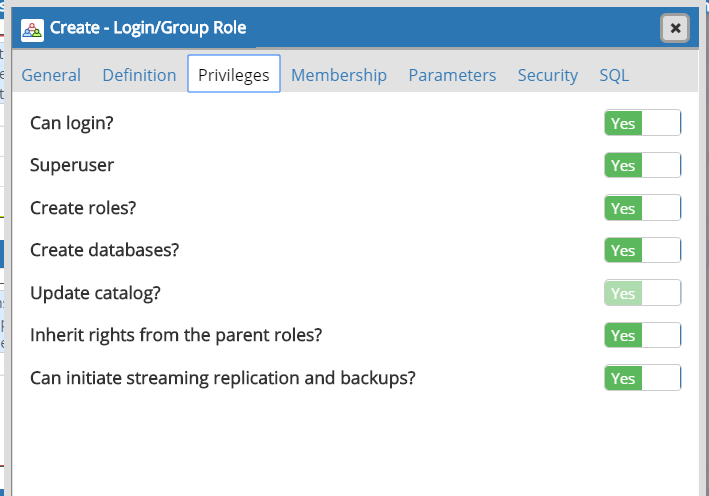 Create - Login/Group Role
General Definition Privileges Membership Parameters Security SQL
Can login? Yes
Superuser Yes
Create roles? Yes
Create databases? Yes
Update catalog? Yes
Inherit rights from the parent roles? Yes
Can initiate streaming replication and backups? Yes